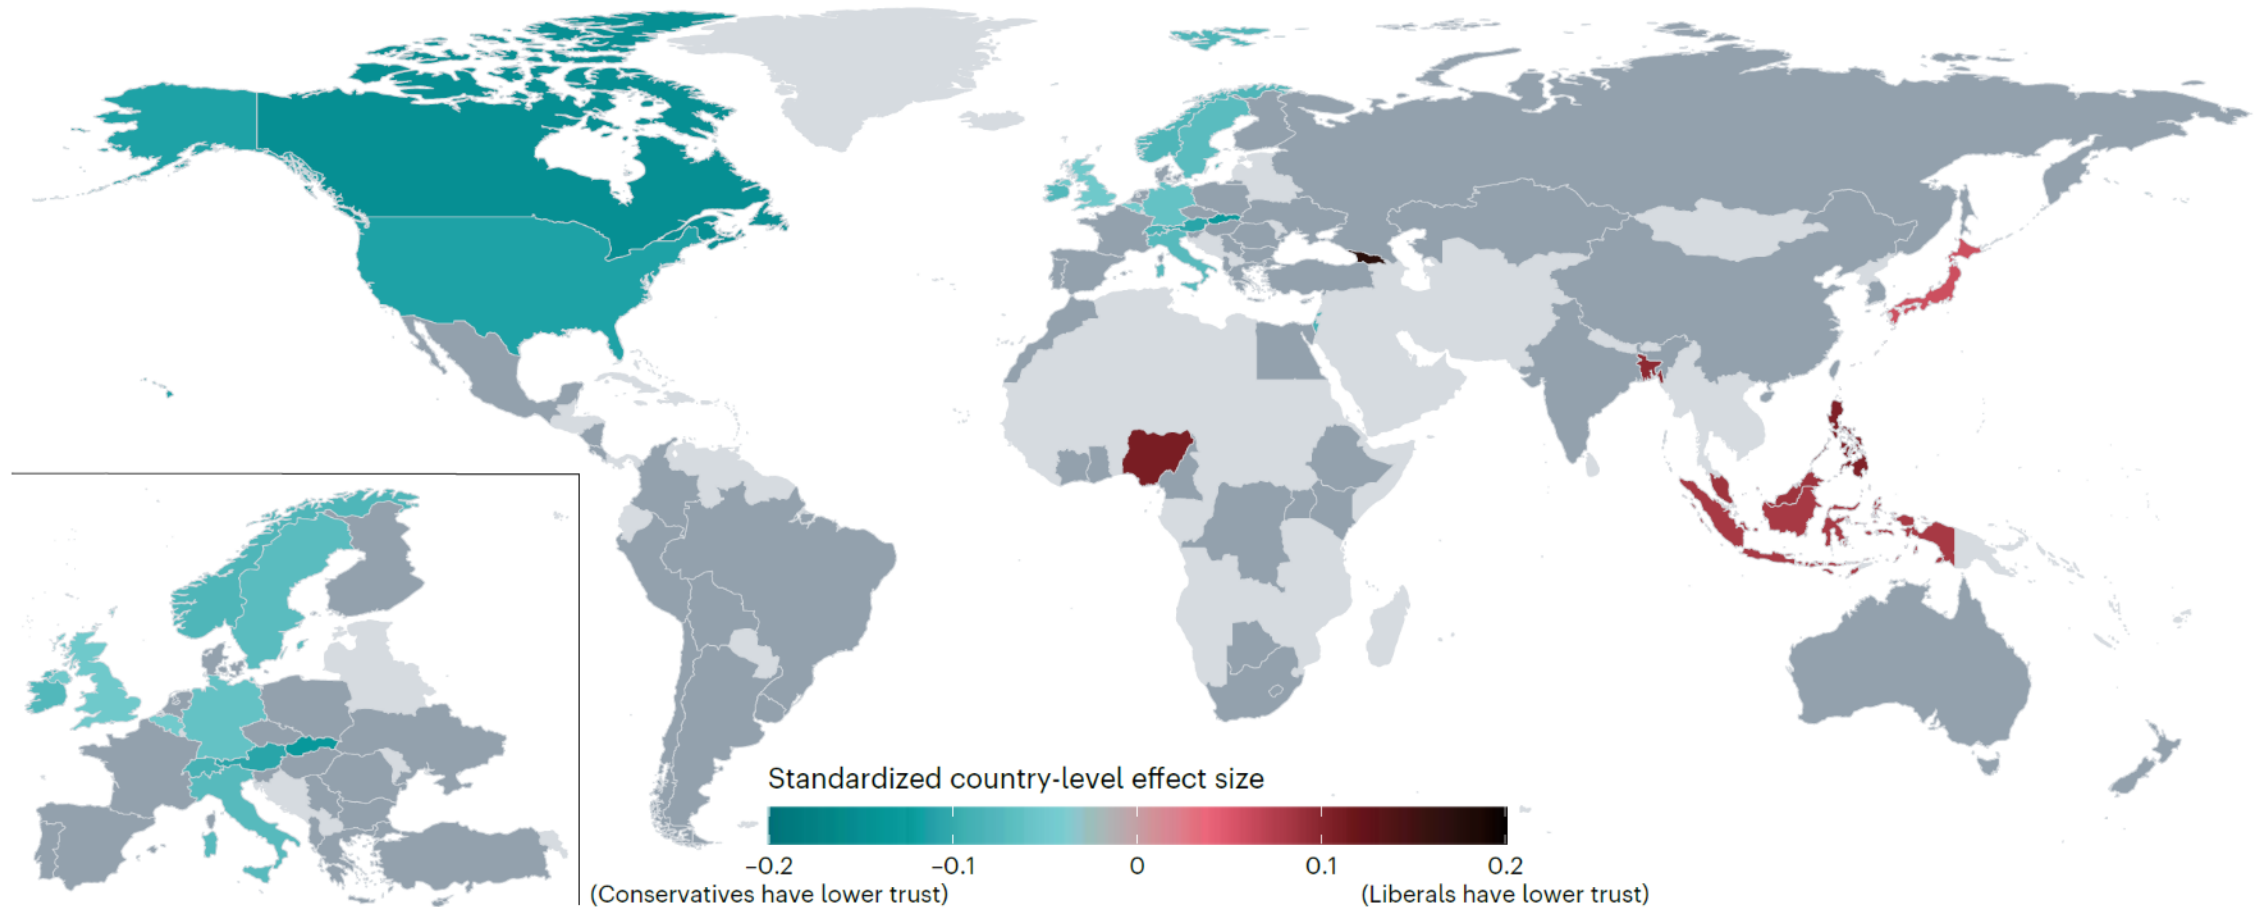 Standardized country-level effect size
−0.2 −0.1 0 0.1 0.2
(Conservatives have lower trust) (Liberals have lower trust)